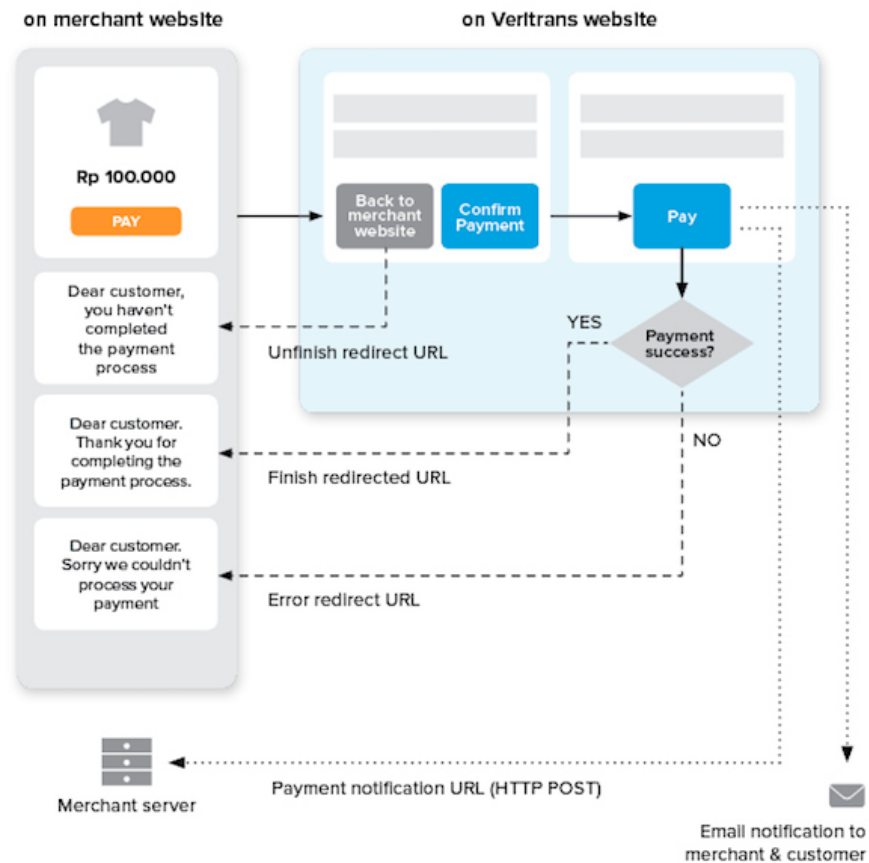 on merchant website
on Veritrans website
Rp 100.000
PAY
Back to
merchant
website
Confirm
Payment
Pay
Dear customer,
you haven't
completed
the payment
process
Unfinish redirect URL
YES
Payment
success?
NO
Dear customer.
Thank you for
completing the
payment process.
Finish redirected URL
Dear customer.
Sorry we couldn't
process your
payment
Error redirect URL
Merchant server
Payment notification URL (HTTP POST)
Email notification to
merchant & customer